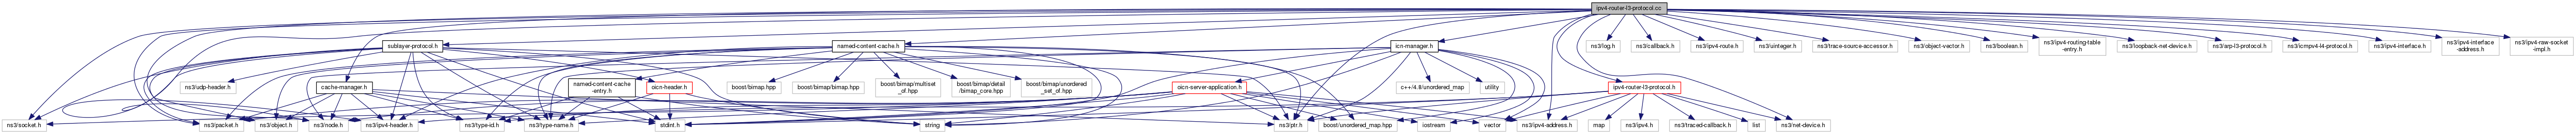 ipv4-router-l3-protocol.cc
sublayer-protocol.h
named-content-cache.h
icn-manager.h
ns3/log.h
ns3/callback.h
ns3/ipv4-route.h
ns3/uinteger.h
ns3/trace-source-accessor.h
ns3/object-vector.h
ns3/boolean.h
ns3/ipv4-routing-table
-entry.h
ns3/loopback-net-device.h
ns3/arp-l3-protocol.h
ns3/icmpv4-l4-protocol.h
ns3/ipv4-interface.h
ns3/ipv4-interface
-address.h
ns3/ipv4-raw-socket
-impl.h
ns3/udp-header.h
cache-manager.h
named-content-cache
-entry.h
oicn-header.h
boost/bimap.hpp
boost/bimap/bimap.hpp
boost/bimap/multiset
_of.hpp
boost/bimap/detail
/bimap_core.hpp
boost/bimap/unordered
_set_of.hpp
oicn-server-application.h
c++/4.8/unordered_map
utility
ipv4-router-l3-protocol.h
ns3/socket.h
ns3/packet.h
ns3/object.h
ns3/node.h
ns3/ipv4-header.h
ns3/type-id.h
ns3/type-name.h
stdint.h
string
ns3/ptr.h
boost/unordered_map.hpp
iostream
vector
ns3/ipv4-address.h
map
ns3/ipv4.h
ns3/traced-callback.h
list
ns3/net-device.h